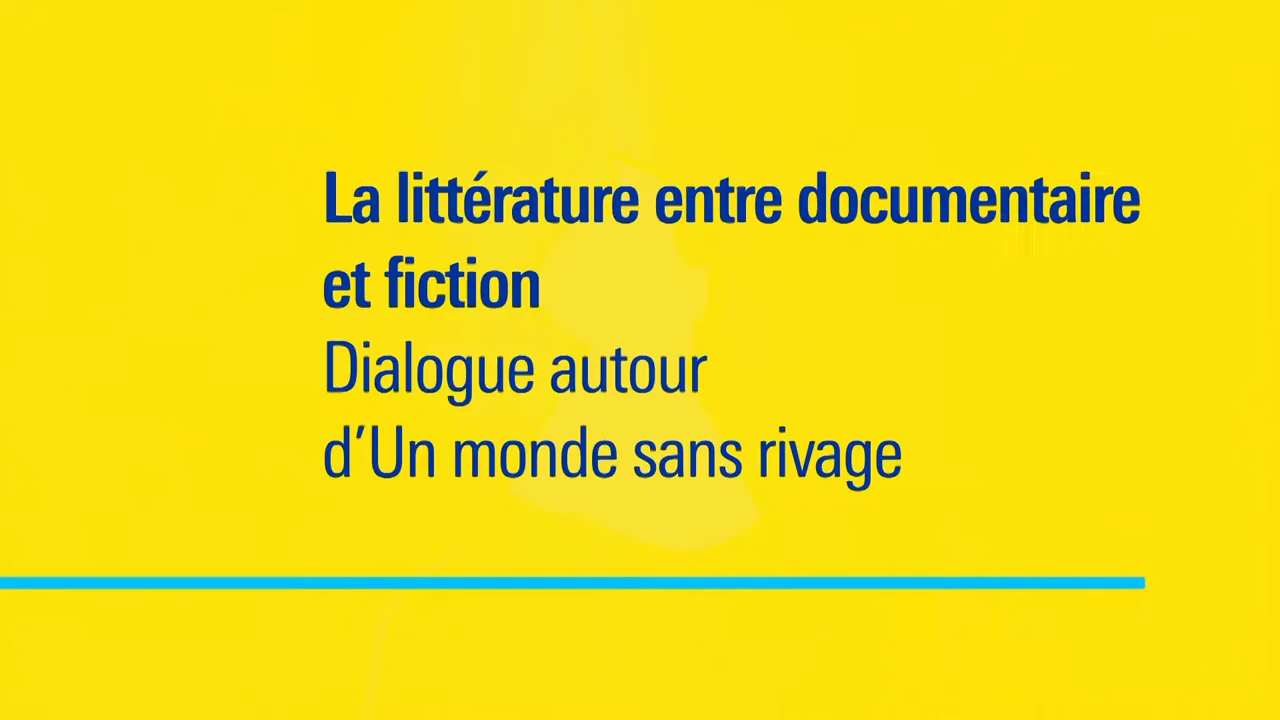 La littérature entre documentaire
et fiction
Dialogue autour
d’Un monde sans rivage